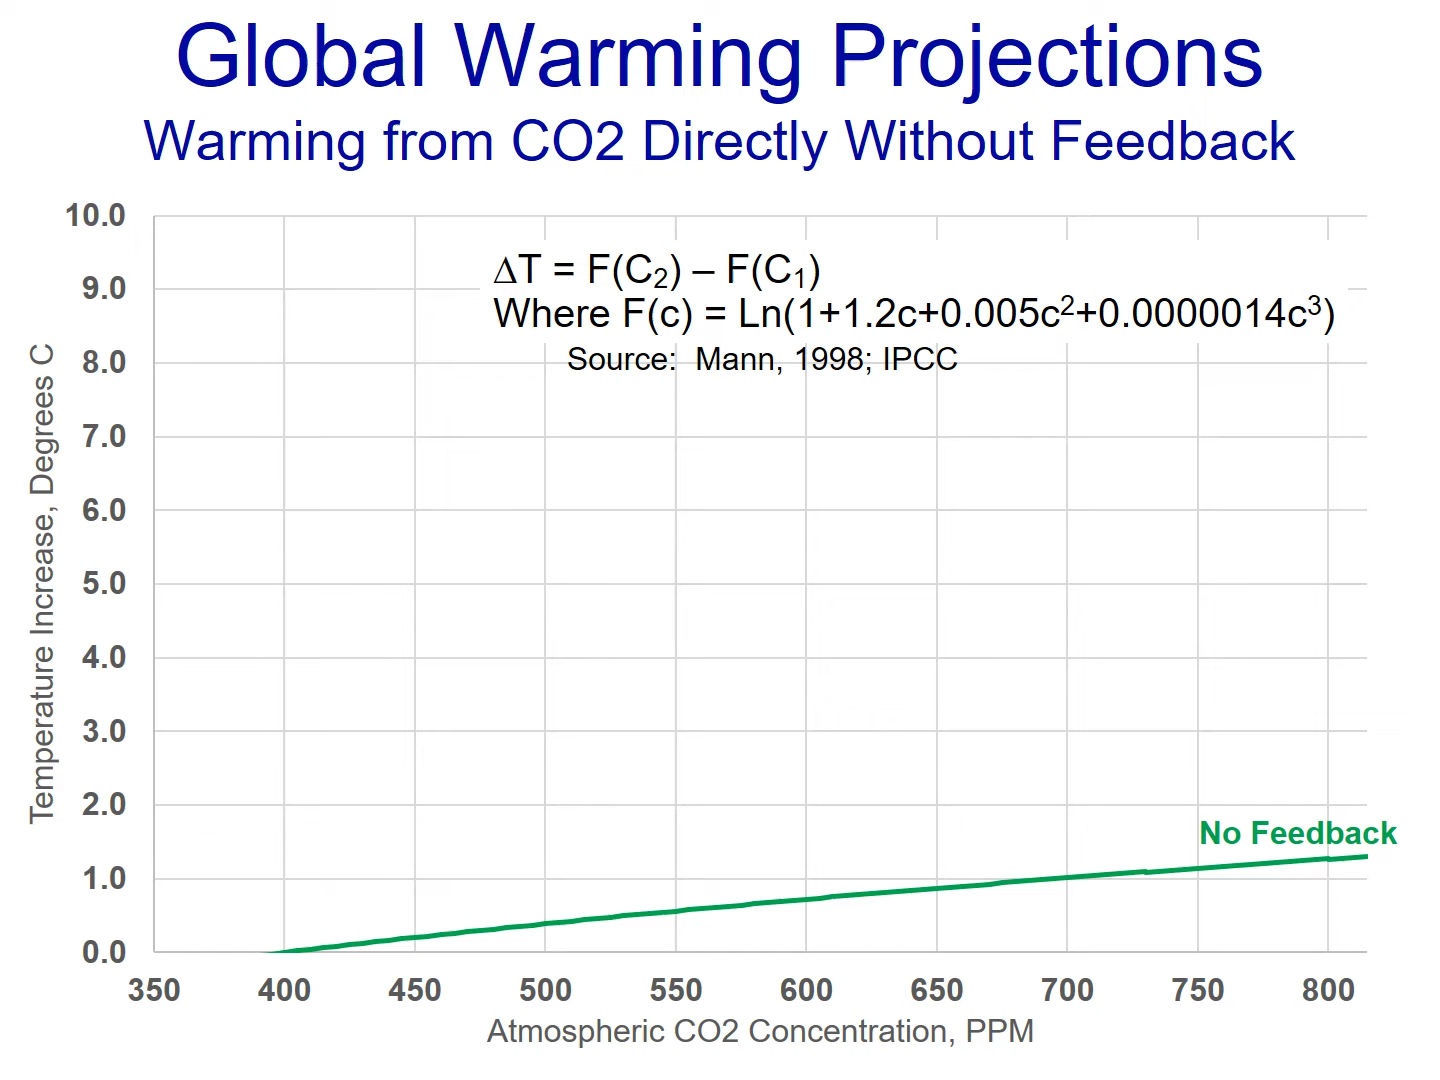 Global Warming Projections
Warming from CO2 Directly Without Feedback
∆T = F(C₂) – F(C₁)
Where F(c) = Ln(1+1.2c+0.005c²+0.0000014c³)
Source:  Mann, 1998; IPCC
Temperature Increase, Degrees C
10.0
9.0
8.0
7.0
6.0
5.0
4.0
3.0
2.0
1.0
0.0
No Feedback
350 400 450 500 550 600 650 700 750 800
Atmospheric CO2 Concentration, PPM